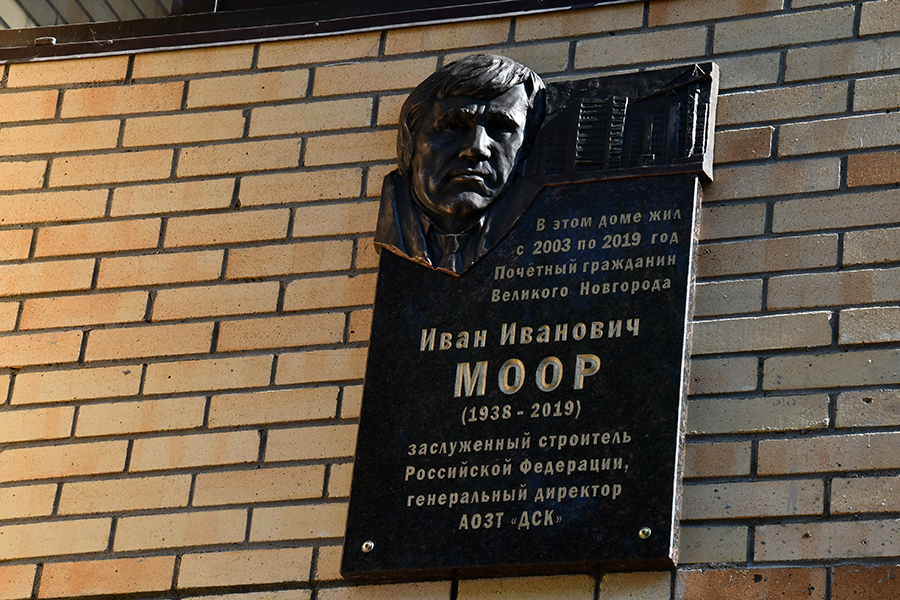 В этом доме жил
с 2003 по 2019 год
Почётный гражданин
Великого Новгорода
Иван Иванович
МООР
(1938 - 2019)
заслуженный строитель
Российской Федерации,
генеральный директор
АОЗТ «ДСК»